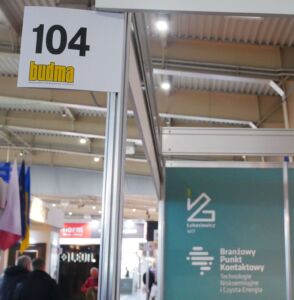 104
budma
Łukasiewicz
Branżowy
Punkt
Kontaktowy
Technologie
Niskoemisyjne
i Czysta Energia